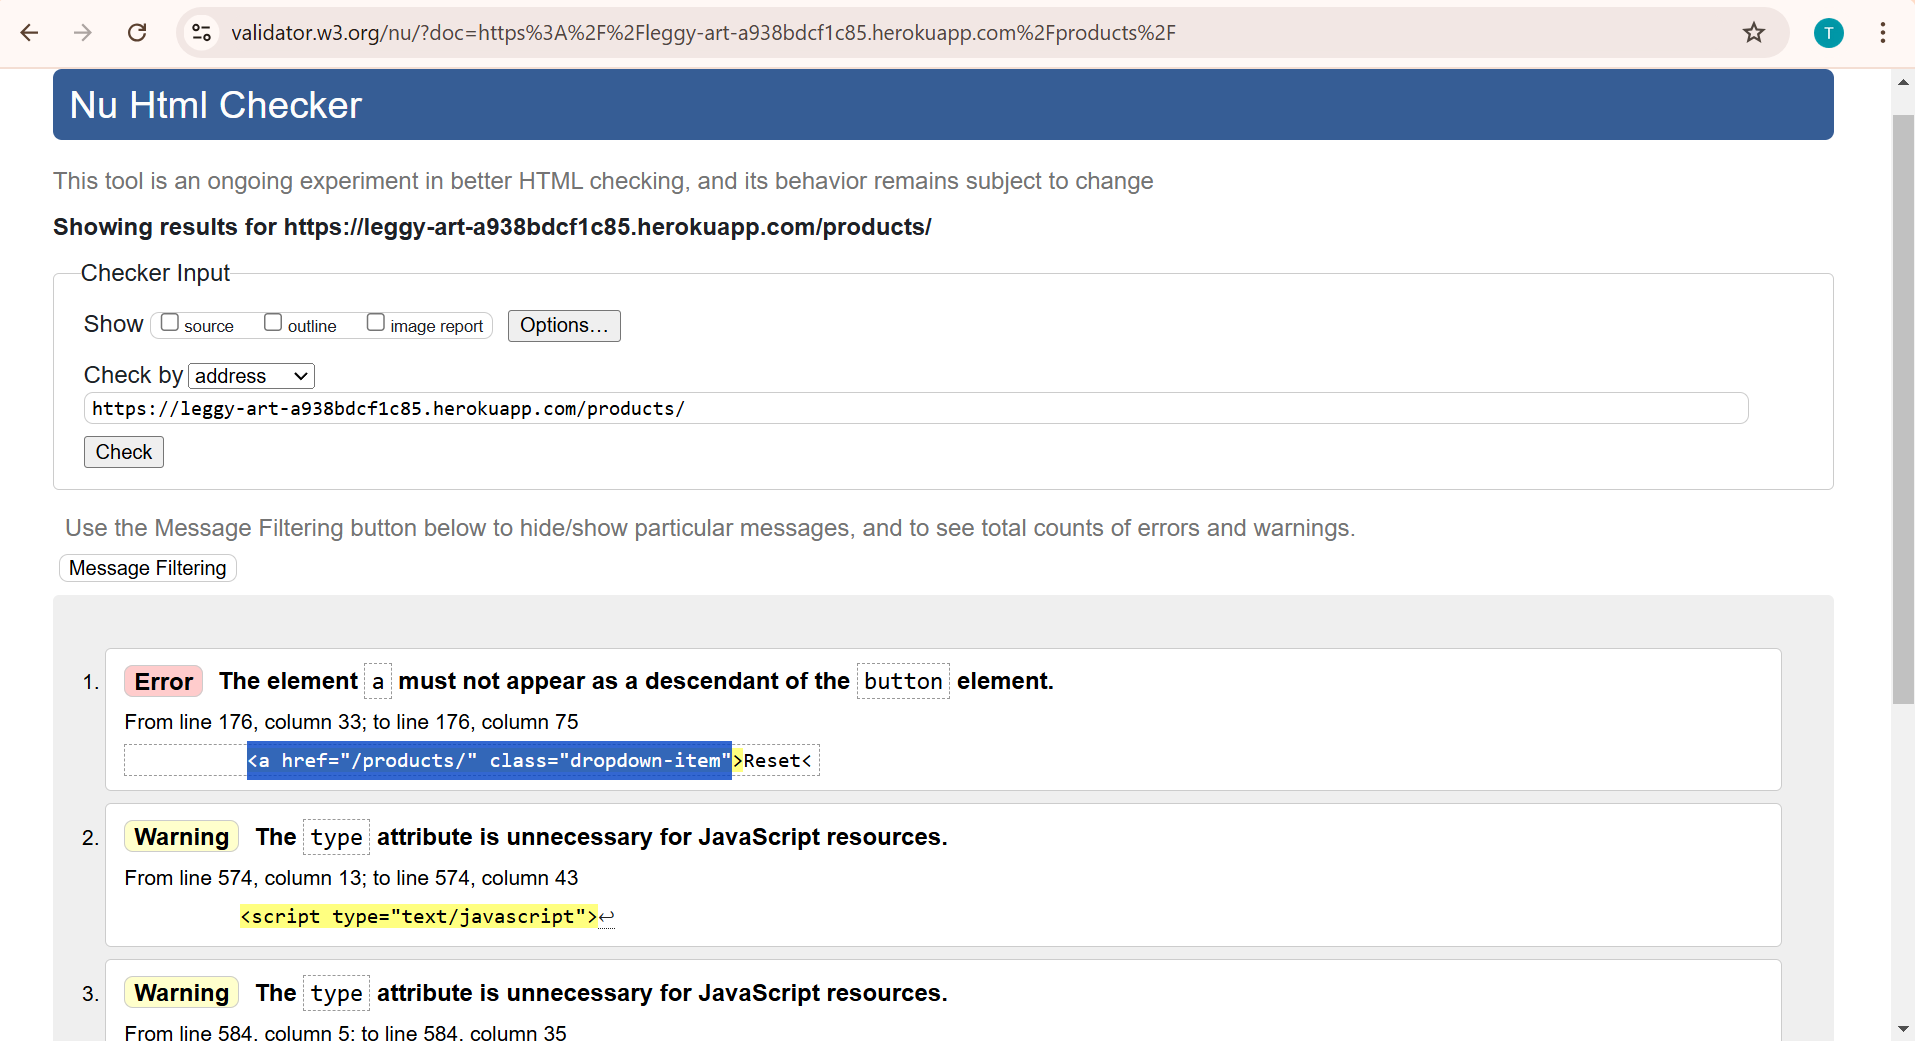 validator.w3.org/nu/?doc=https%3A%2F%2Fleggy-art-a938bdcf1c85.herokuapp.com%2Fproducts%2F
T
Nu Html Checker
This tool is an ongoing experiment in better HTML checking, and its behavior remains subject to change
Showing results for https://leggy-art-a938bdcf1c85.herokuapp.com/products/
Checker Input
Show source outline image report Options...
Check by address
https://leggy-art-a938bdcf1c85.herokuapp.com/products/
Check
Use the Message Filtering button below to hide/show particular messages, and to see total counts of errors and warnings.
Message Filtering
1. Error The element a must not appear as a descendant of the button element.
From line 176, column 33; to line 176, column 75
<a href="/products/" class="dropdown-item">Reset<
2. Warning The type attribute is unnecessary for JavaScript resources.
From line 574, column 13; to line 574, column 43
<script type="text/javascript">↩
3. Warning The type attribute is unnecessary for JavaScript resources.
From line 584, column 5; to line 584, column 35